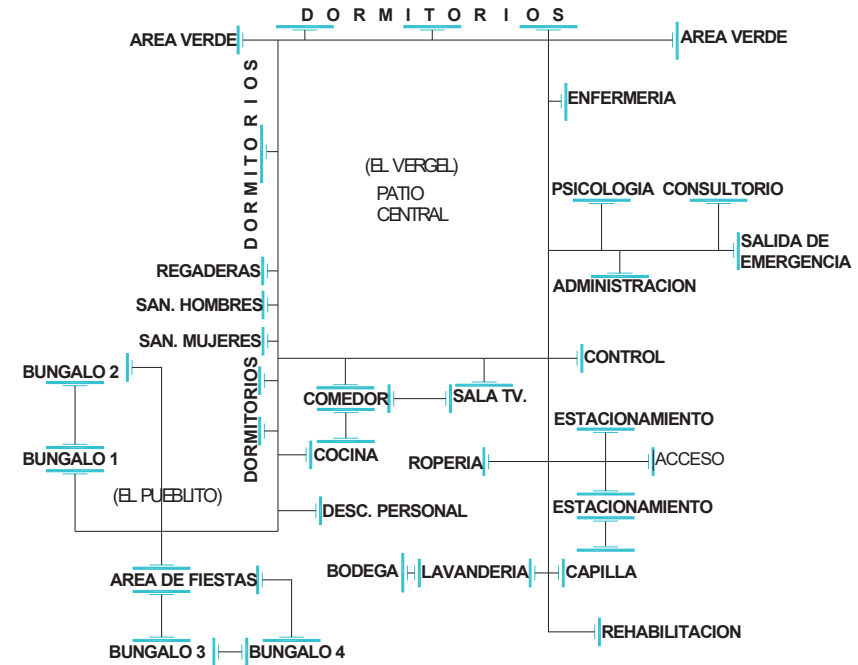 DORMITORIOS
AREA VERDE
AREA VERDE
DORMITORIOS
ENFERMERIA
(EL VERGEL)
PATIO
CENTRAL
PSICOLOGIA
CONSULTORIO
SALIDA DE
EMERGENCIA
ADMINISTRACION
REGADERAS
SAN. HOMBRES
SAN. MUJERES
CONTROL
BUNGALO 2
DORMITORIOS
COMEDOR
SALA TV.
ESTACIONAMIENTO
COCINA
ROPERIA
ACCESO
BUNGALO 1
(EL PUEBLITO)
DESC. PERSONAL
ESTACIONAMIENTO
AREA DE FIESTAS
BODEGA
LAVANDERIA
CAPILLA
BUNGALO 3
BUNGALO 4
REHABILITACION